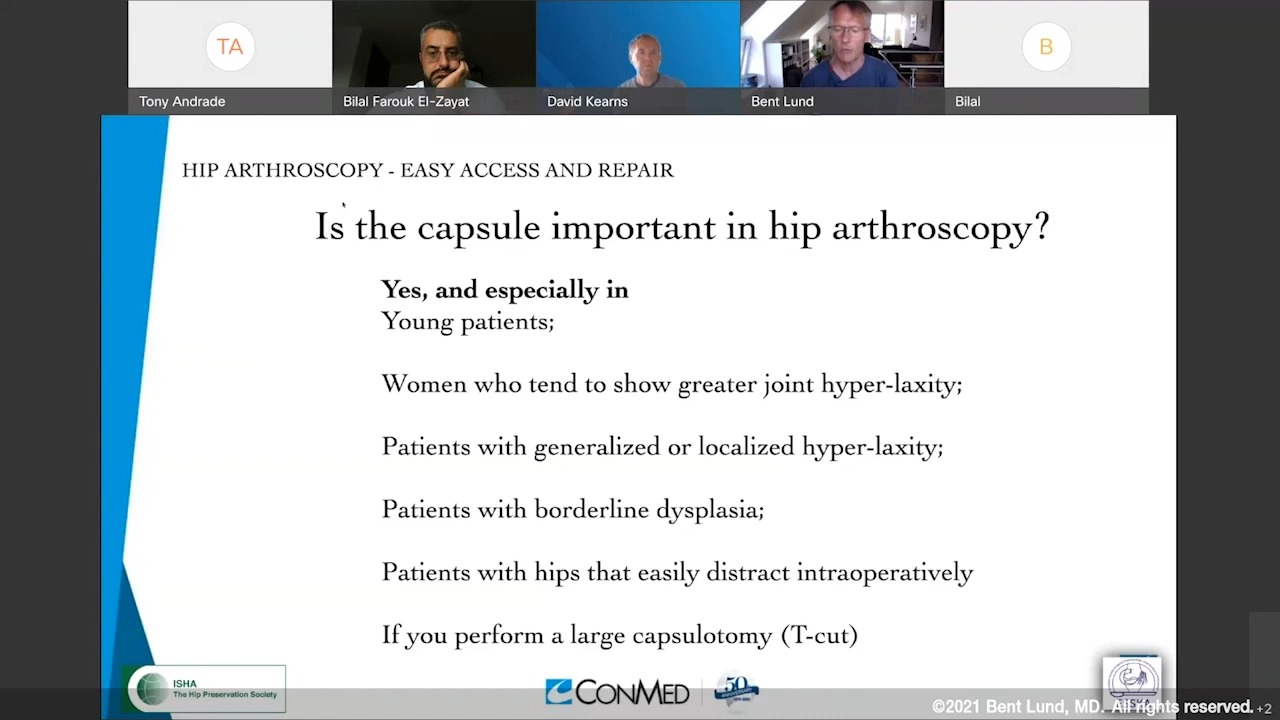 TA
B
Tony Andrade
Bilal Farouk El-Zayat
David Kearns
Bent Lund
Bilal
HIP ARTHROSCOPY - EASY ACCESS AND REPAIR
Is the capsule important in hip arthroscopy?
Yes, and especially in
Young patients;
Women who tend to show greater joint hyper-laxity;
Patients with generalized or localized hyper-laxity;
Patients with borderline dysplasia;
Patients with hips that easily distract intraoperatively
If you perform a large capsulotomy (T-cut)
ISHA
The Hip Preservation Society
CONMED
50
ANNIVERSARY
©2021 Bent Lund, MD. All rights reserved.
+2